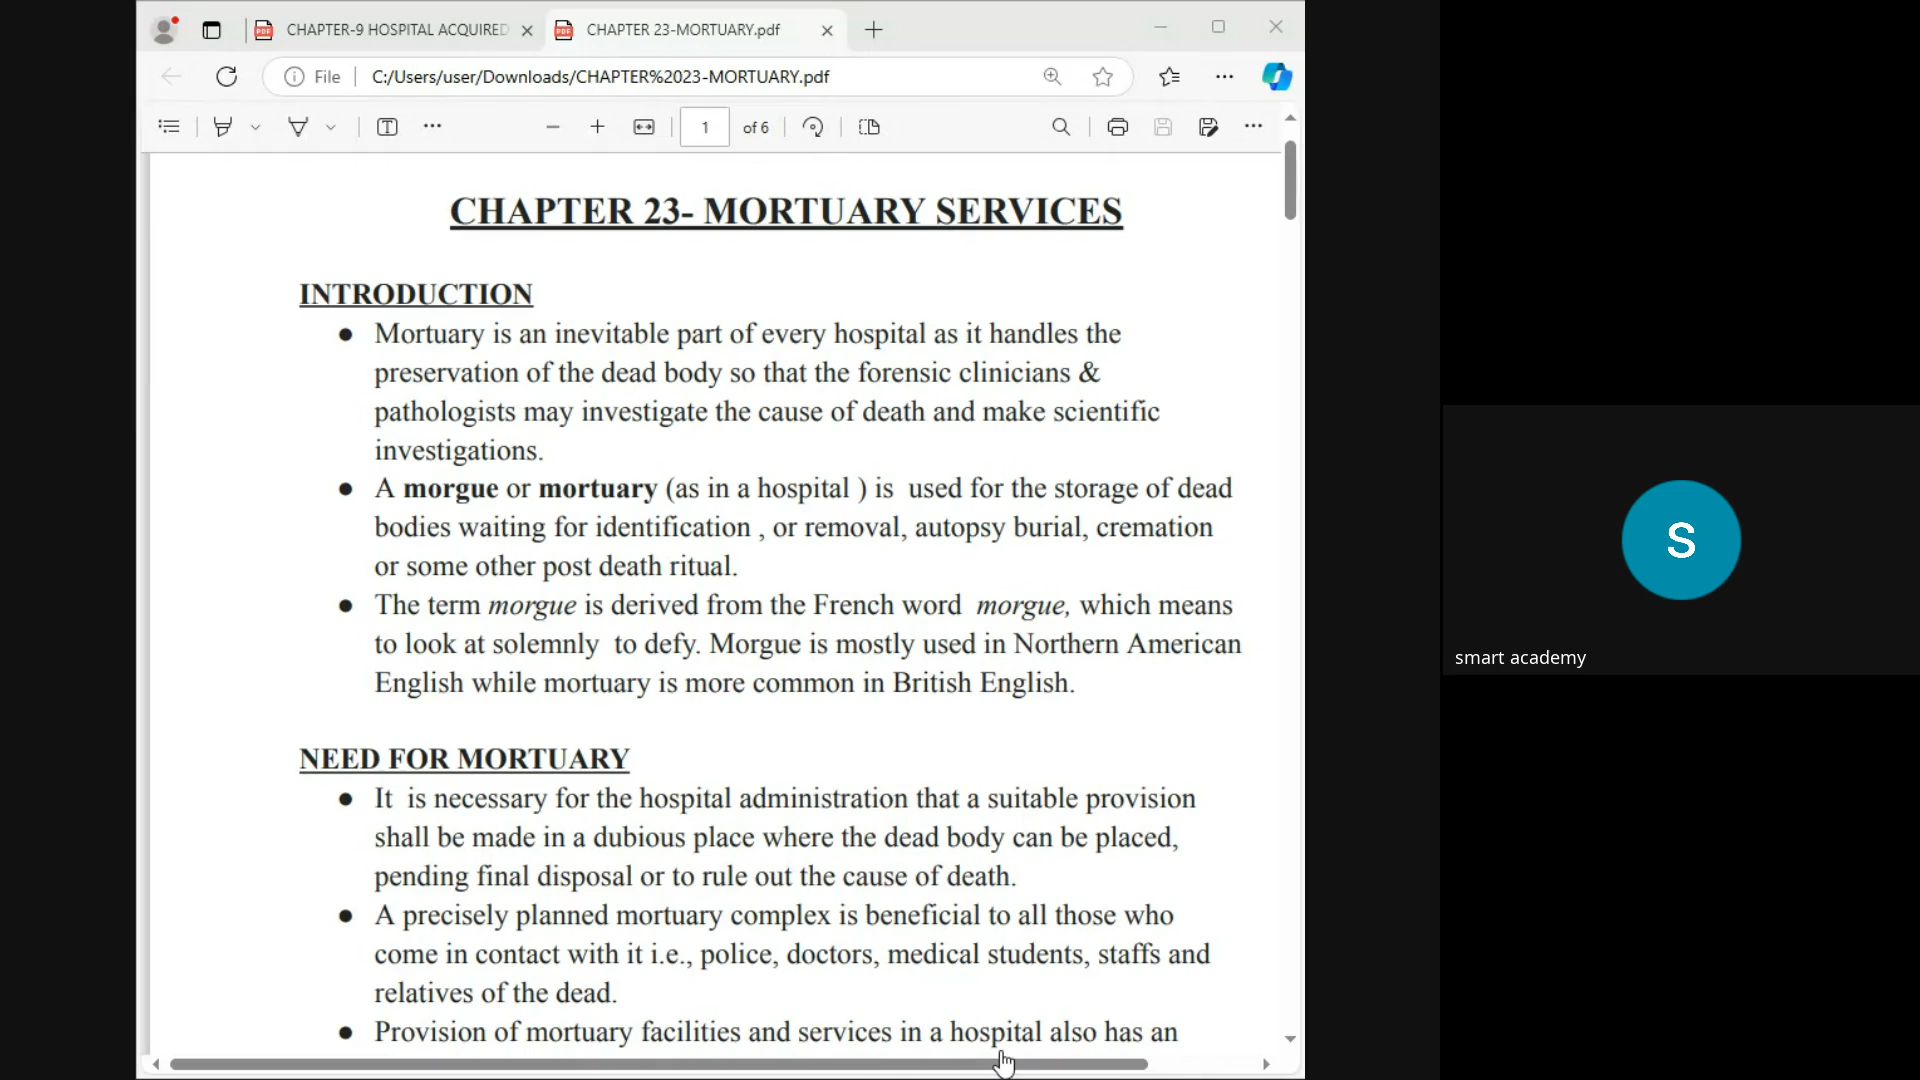 CHAPTER-9 HOSPITAL ACQUIRED
CHAPTER 23-MORTUARY.pdf
File
C:/Users/user/Downloads/CHAPTER%2023-MORTUARY.pdf
1 of 6
CHAPTER 23- MORTUARY SERVICES
INTRODUCTION
● Mortuary is an inevitable part of every hospital as it handles the
preservation of the dead body so that the forensic clinicians &
pathologists may investigate the cause of death and make scientific
investigations.
● A morgue or mortuary (as in a hospital ) is  used for the storage of dead
bodies waiting for identification , or removal, autopsy burial, cremation
or some other post death ritual.
● The term morgue is derived from the French word  morgue, which means
to look at solemnly  to defy. Morgue is mostly used in Northern American
English while mortuary is more common in British English.
NEED FOR MORTUARY
● It  is necessary for the hospital administration that a suitable provision
shall be made in a dubious place where the dead body can be placed,
pending final disposal or to rule out the cause of death.
● A precisely planned mortuary complex is beneficial to all those who
come in contact with it i.e., police, doctors, medical students, staffs and
relatives of the dead.
● Provision of mortuary facilities and services in a hospital also has an
S
smart academy